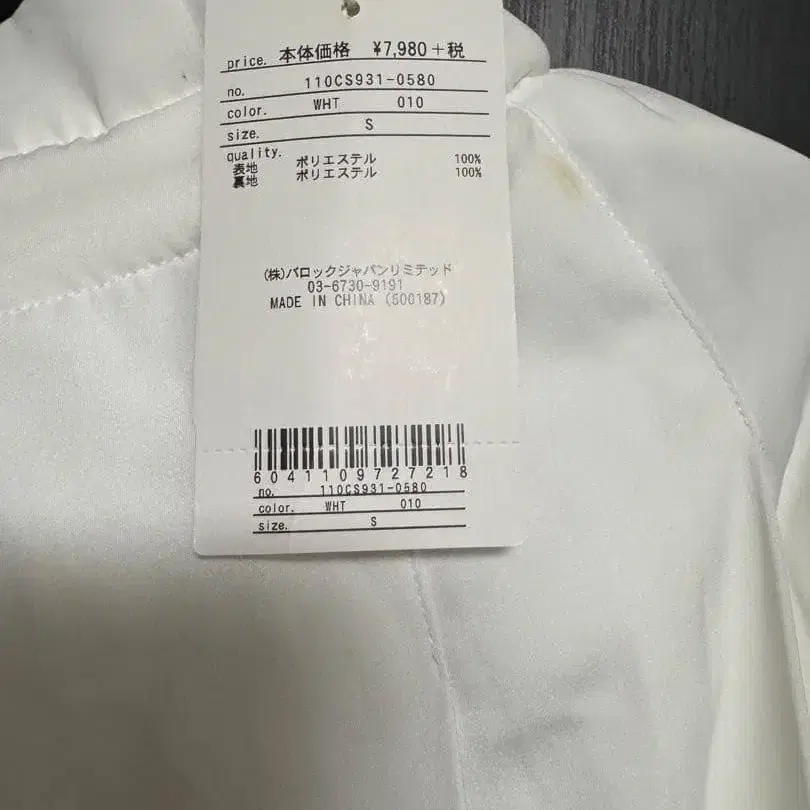 price. 本体価格 ¥7,980+税
no. 110CS931-0580
color. WHT 010
size. S
quality.
表地 ポリエステル 100%
裏地 ポリエステル 100%
(株)バロックジャパンリミテッド
03-6730-9191
MADE IN CHINA (500187)
6041109727218
no. 110CS931-0580
color. WHT 010
size. S